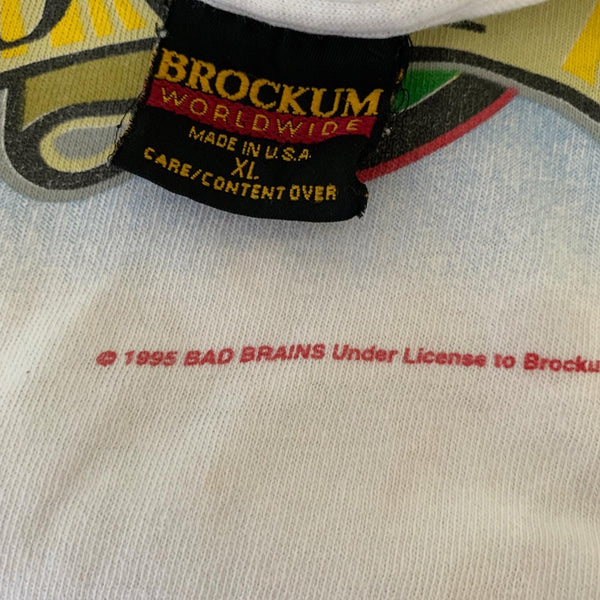 BROCKUM
WORLDWIDE
MADE IN U.S.A
XL
CARE/CONTENT OVER
© 1995 BAD BRAINS Under License to Brocku